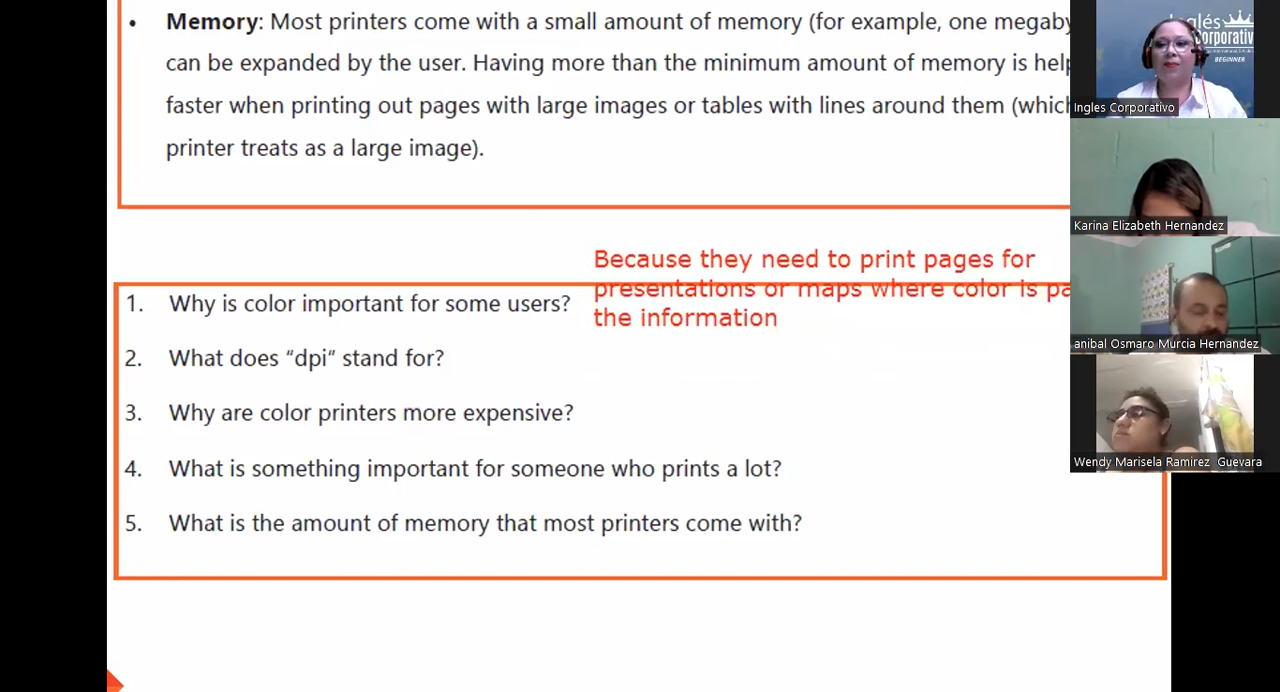 • Memory: Most printers come with a small amount of memory (for example, one megaby
can be expanded by the user. Having more than the minimum amount of memory is help
faster when printing out pages with large images or tables with lines around them (which
printer treats as a large image).
Because they need to print pages for
presentations or maps where color is pa
the information
1. Why is color important for some users?
2. What does “dpi” stand for?
3. Why are color printers more expensive?
4. What is something important for someone who prints a lot?
5. What is the amount of memory that most printers come with?
Inglés
Corporativo
BEGINNER
Ingles Corporativo
Karina Elizabeth Hernandez
anibal Osmaro Murcia Hernandez
Wendy Marisela Ramirez Guevara